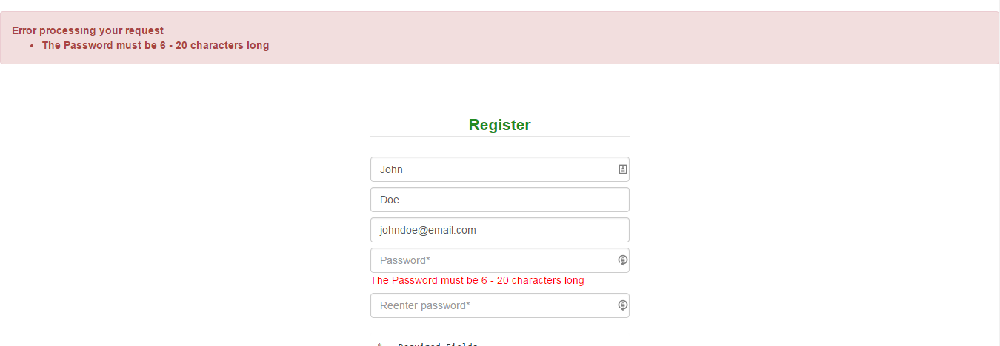 Error processing your request
• The Password must be 6 - 20 characters long
Register
John
Doe
johndoe@email.com
Password*
The Password must be 6 - 20 characters long
Reenter password*
* Required Fields